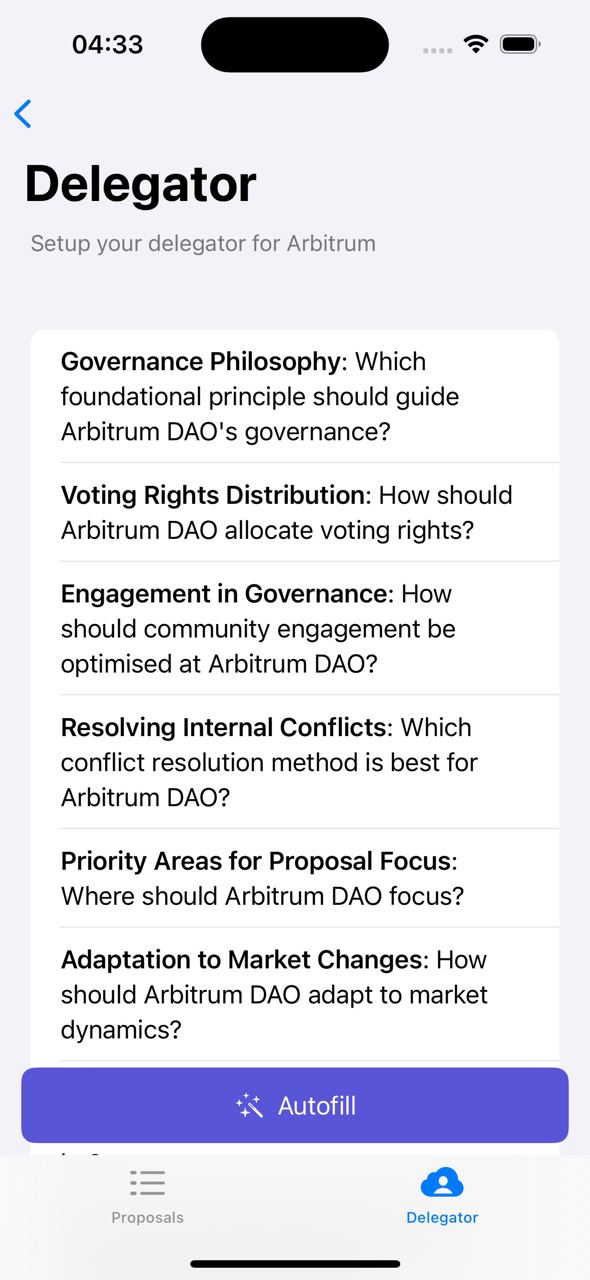 04:33
Delegator
Setup your delegator for Arbitrum
Governance Philosophy: Which
foundational principle should guide
Arbitrum DAO's governance?
Voting Rights Distribution: How should
Arbitrum DAO allocate voting rights?
Engagement in Governance: How
should community engagement be
optimised at Arbitrum DAO?
Resolving Internal Conflicts: Which
conflict resolution method is best for
Arbitrum DAO?
Priority Areas for Proposal Focus:
Where should Arbitrum DAO focus?
Adaptation to Market Changes: How
should Arbitrum DAO adapt to market
dynamics?
Autofill
Proposals
Delegator